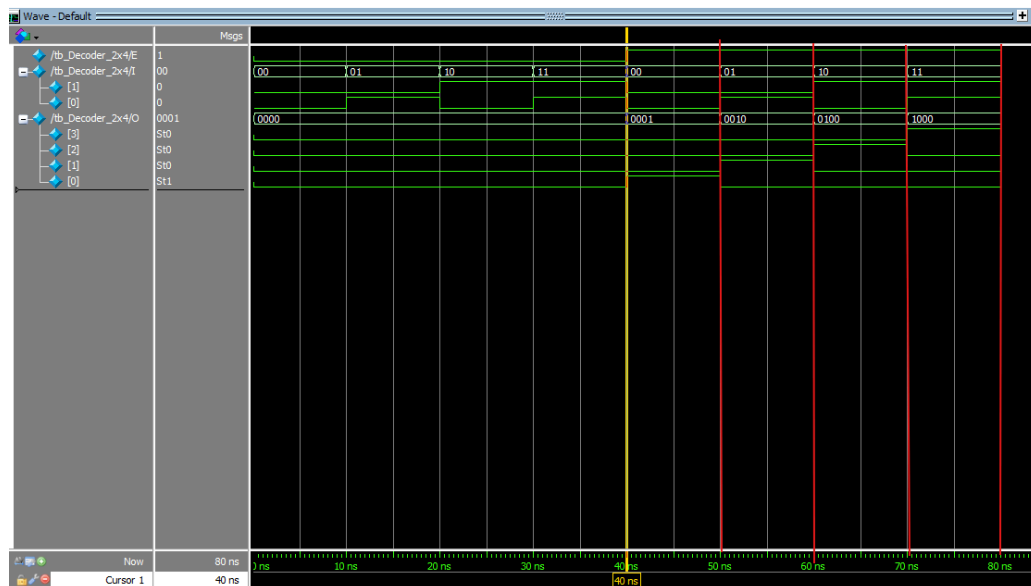 Wave - Default
Msgs
/tb_Decoder_2x4/E 1
/tb_Decoder_2x4/I 00 00 01 10 11 00 01 10 11
[1] 0
[0] 0
/tb_Decoder_2x4/O 0001 0000 0001 0010 0100 1000
[3] St0
[2] St0
[1] St0
[0] St1
Now 80 ns ns 10 ns 20 ns 30 ns 40 ns 50 ns 60 ns 70 ns 80 ns
Cursor 1 40 ns 40 ns